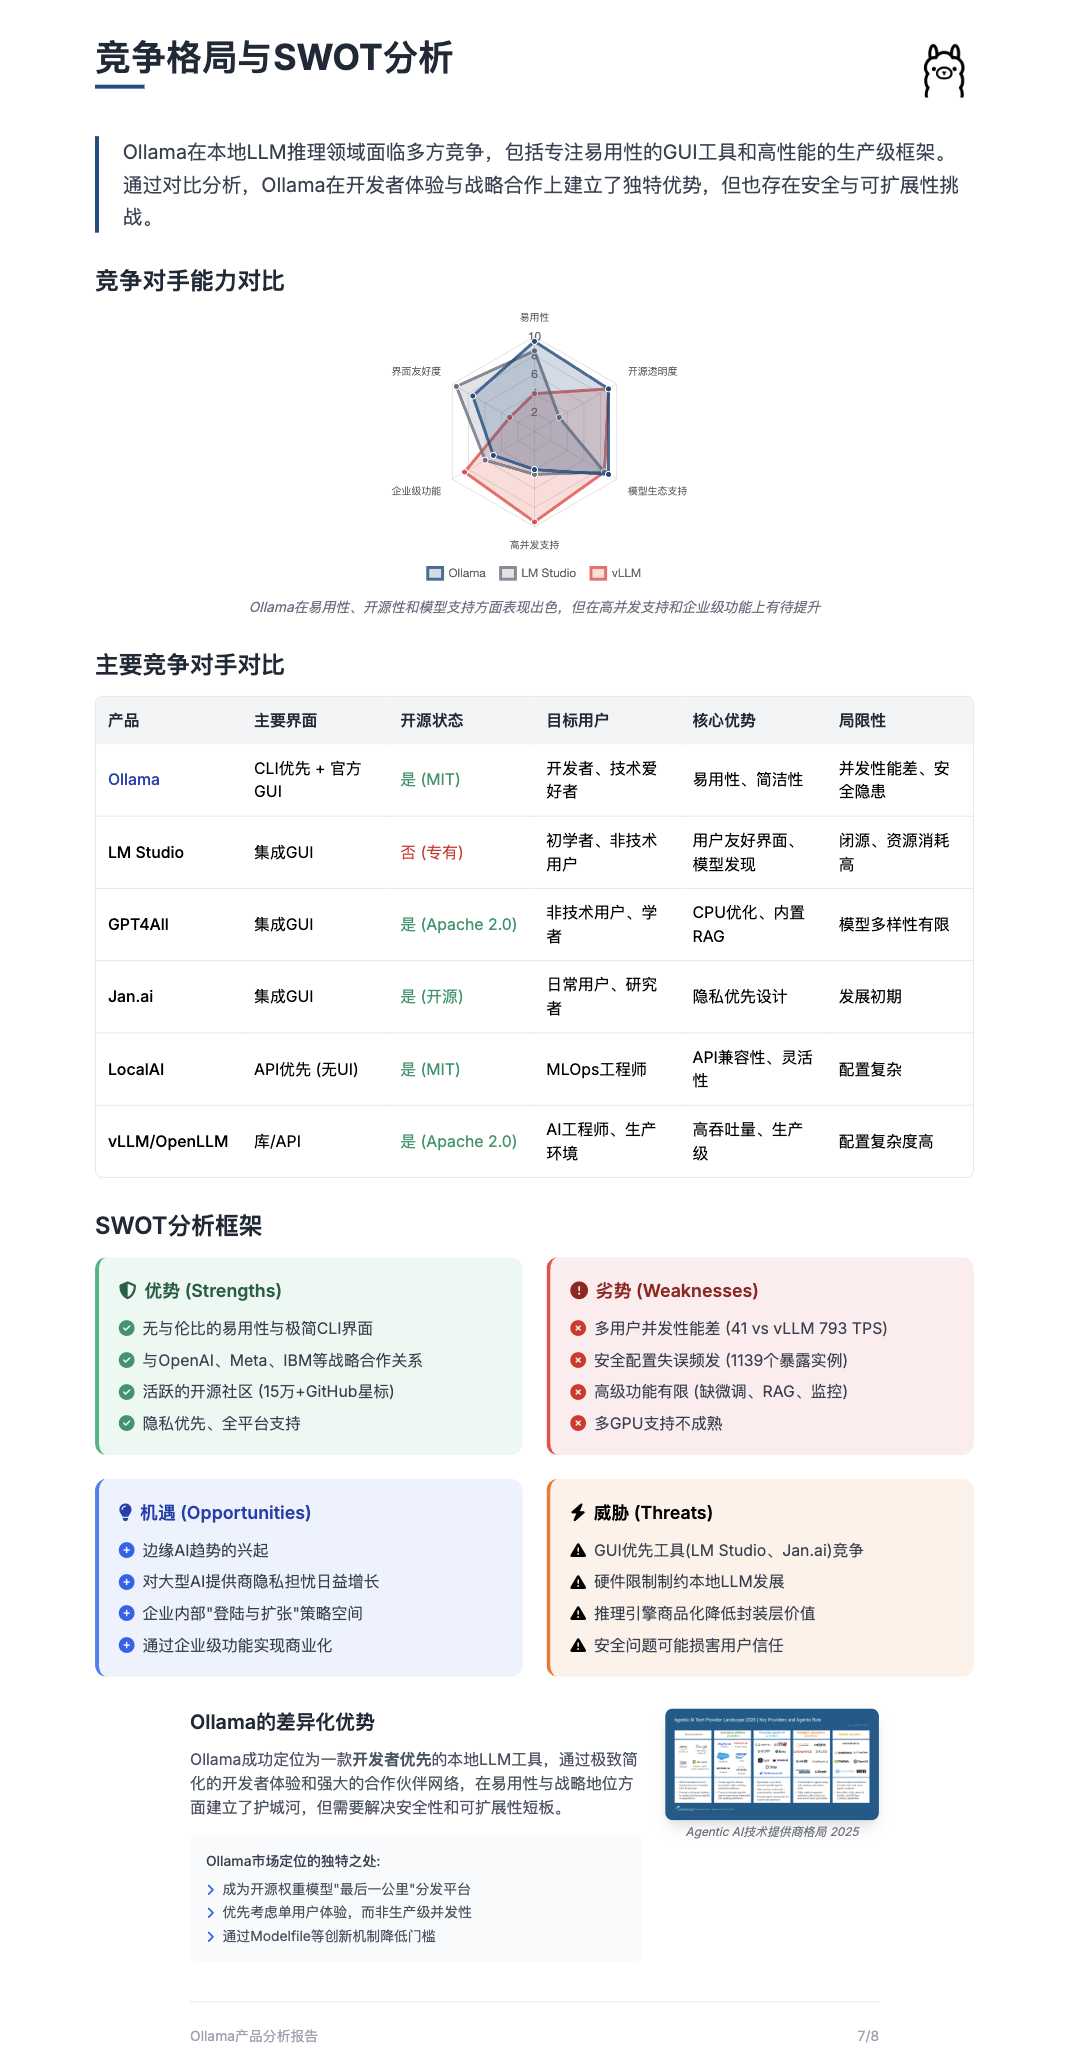 竞争格局与SWOT分析
Ollama在本地LLM推理领域面临多方竞争，包括专注易用性的GUI工具和高性能的生产级框架。
通过对比分析，Ollama在开发者体验与战略合作上建立了独特优势，但也存在安全与可扩展性挑
战。
竞争对手能力对比
易用性
10
8
6
2
界面友好度
开源透明度
企业级功能
模型生态支持
高并发支持
Ollama
LM Studio
vLLM
Ollama在易用性、开源性和模型支持方面表现出色，但在高并发支持和企业级功能上有待提升
主要竞争对手对比
产品
主要界面
开源状态
目标用户
核心优势
局限性
Ollama
CLI优先 + 官方
GUI
是 (MIT)
开发者、技术爱
好者
易用性、简洁性
并发性能差、安
全隐患
LM Studio
集成GUI
否 (专有)
初学者、非技术
用户
用户友好界面、
模型发现
闭源、资源消耗
高
GPT4All
集成GUI
是 (Apache 2.0)
非技术用户、学
者
CPU优化、内置
RAG
模型多样性有限
Jan.ai
集成GUI
是 (开源)
日常用户、研究
者
隐私优先设计
发展初期
LocalAI
API优先 (无UI)
是 (MIT)
MLOps工程师
API兼容性、灵活
性
配置复杂
vLLM/OpenLLM
库/API
是 (Apache 2.0)
AI工程师、生产
环境
高吞吐量、生产
级
配置复杂度高
SWOT分析框架
优势 (Strengths)
无与伦比的易用性与极简CLI界面
与OpenAI、Meta、IBM等战略合作关系
活跃的开源社区 (15万+GitHub星标)
隐私优先、全平台支持
劣势 (Weaknesses)
多用户并发性能差 (41 vs vLLM 793 TPS)
安全配置失误频发 (1139个暴露实例)
高级功能有限 (缺微调、RAG、监控)
多GPU支持不成熟
机遇 (Opportunities)
边缘AI趋势的兴起
对大型AI提供商隐私担忧日益增长
企业内部"登陆与扩张"策略空间
通过企业级功能实现商业化
威胁 (Threats)
GUI优先工具(LM Studio、Jan.ai)竞争
硬件限制制约本地LLM发展
推理引擎商品化降低封装层价值
安全问题可能损害用户信任
Ollama的差异化优势
Ollama成功定位为一款开发者优先的本地LLM工具，通过极致简
化的开发者体验和强大的合作伙伴网络，在易用性与战略地位方
面建立了护城河，但需要解决安全性和可扩展性短板。
Ollama市场定位的独特之处:
成为开源权重模型"最后一公里"分发平台
优先考虑单用户体验，而非生产级并发性
通过Modelfile等创新机制降低门槛
Agentic AI Tech Provider Landscape 2025 | Key Providers and Agentic Role
Agentic AI技术提供商格局 2025
Ollama产品分析报告
7/8